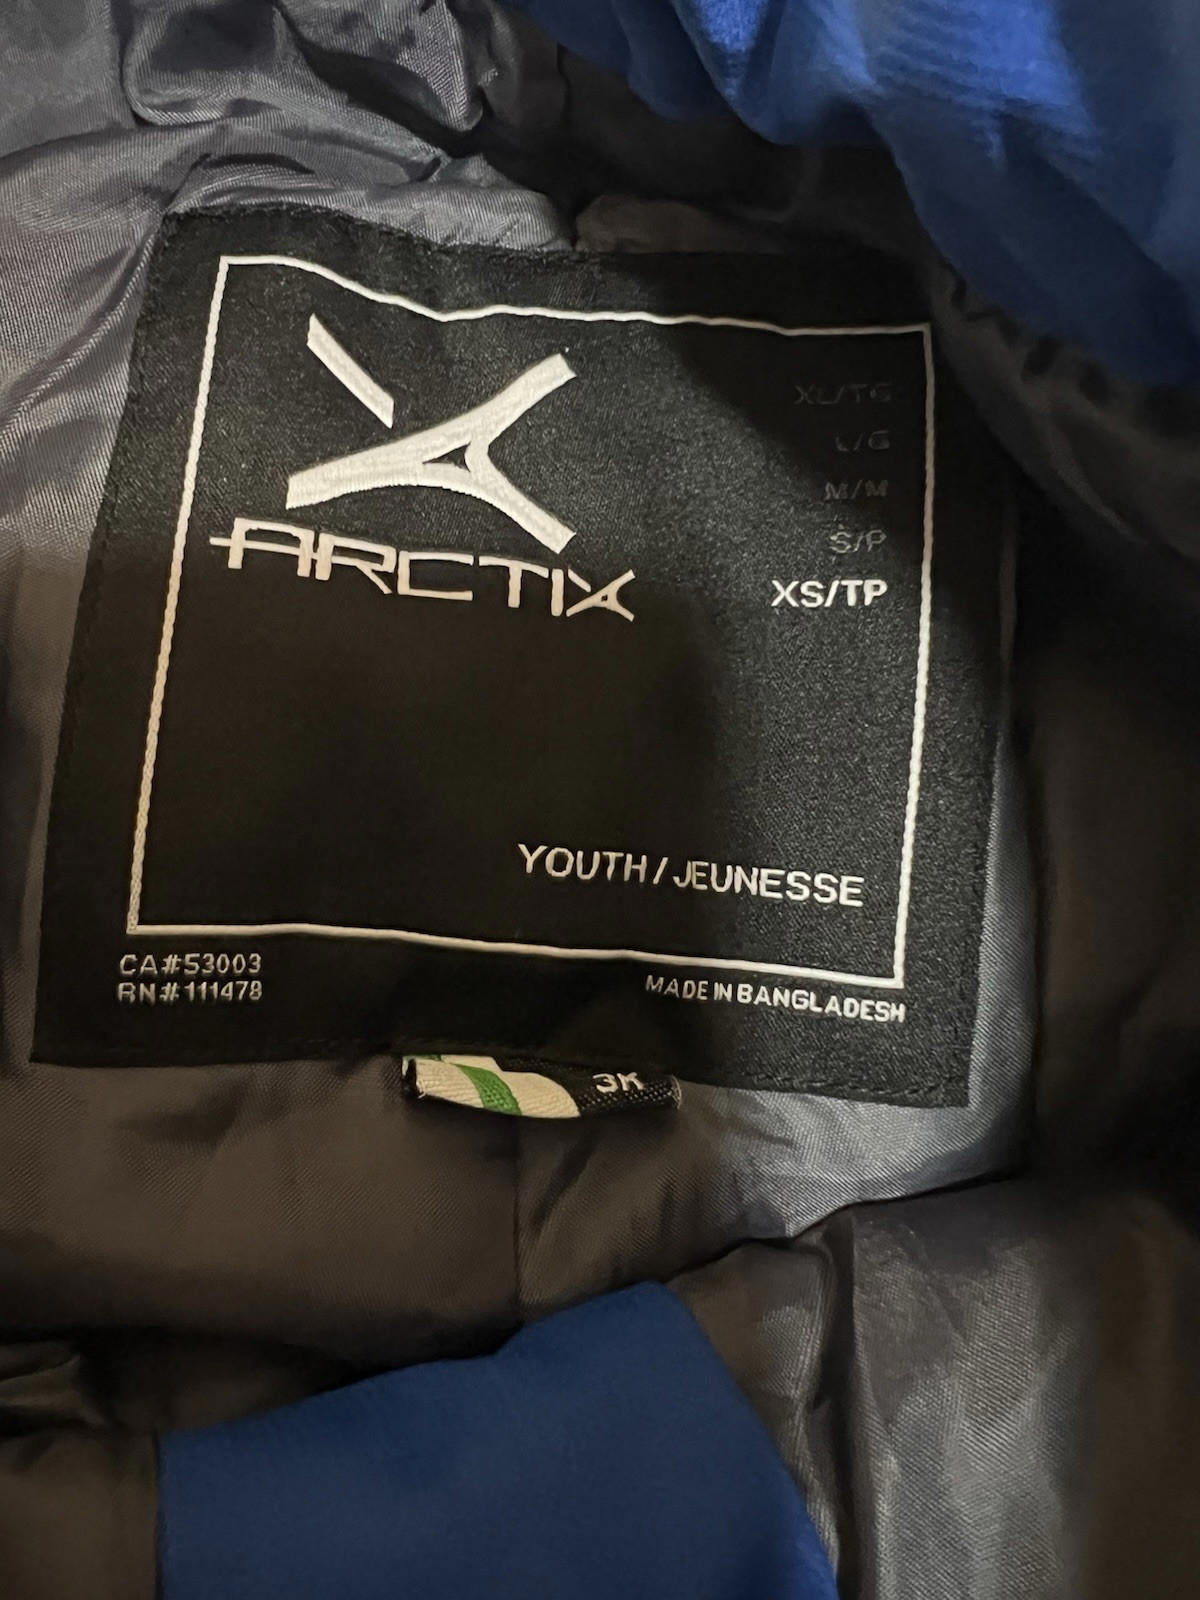 ARCTIX
XL/TG
L/G
M/M
S/P
XS/TP
YOUTH / JEUNESSE
CA#53003
RN#111478
MADE IN BANGLADESH
3K